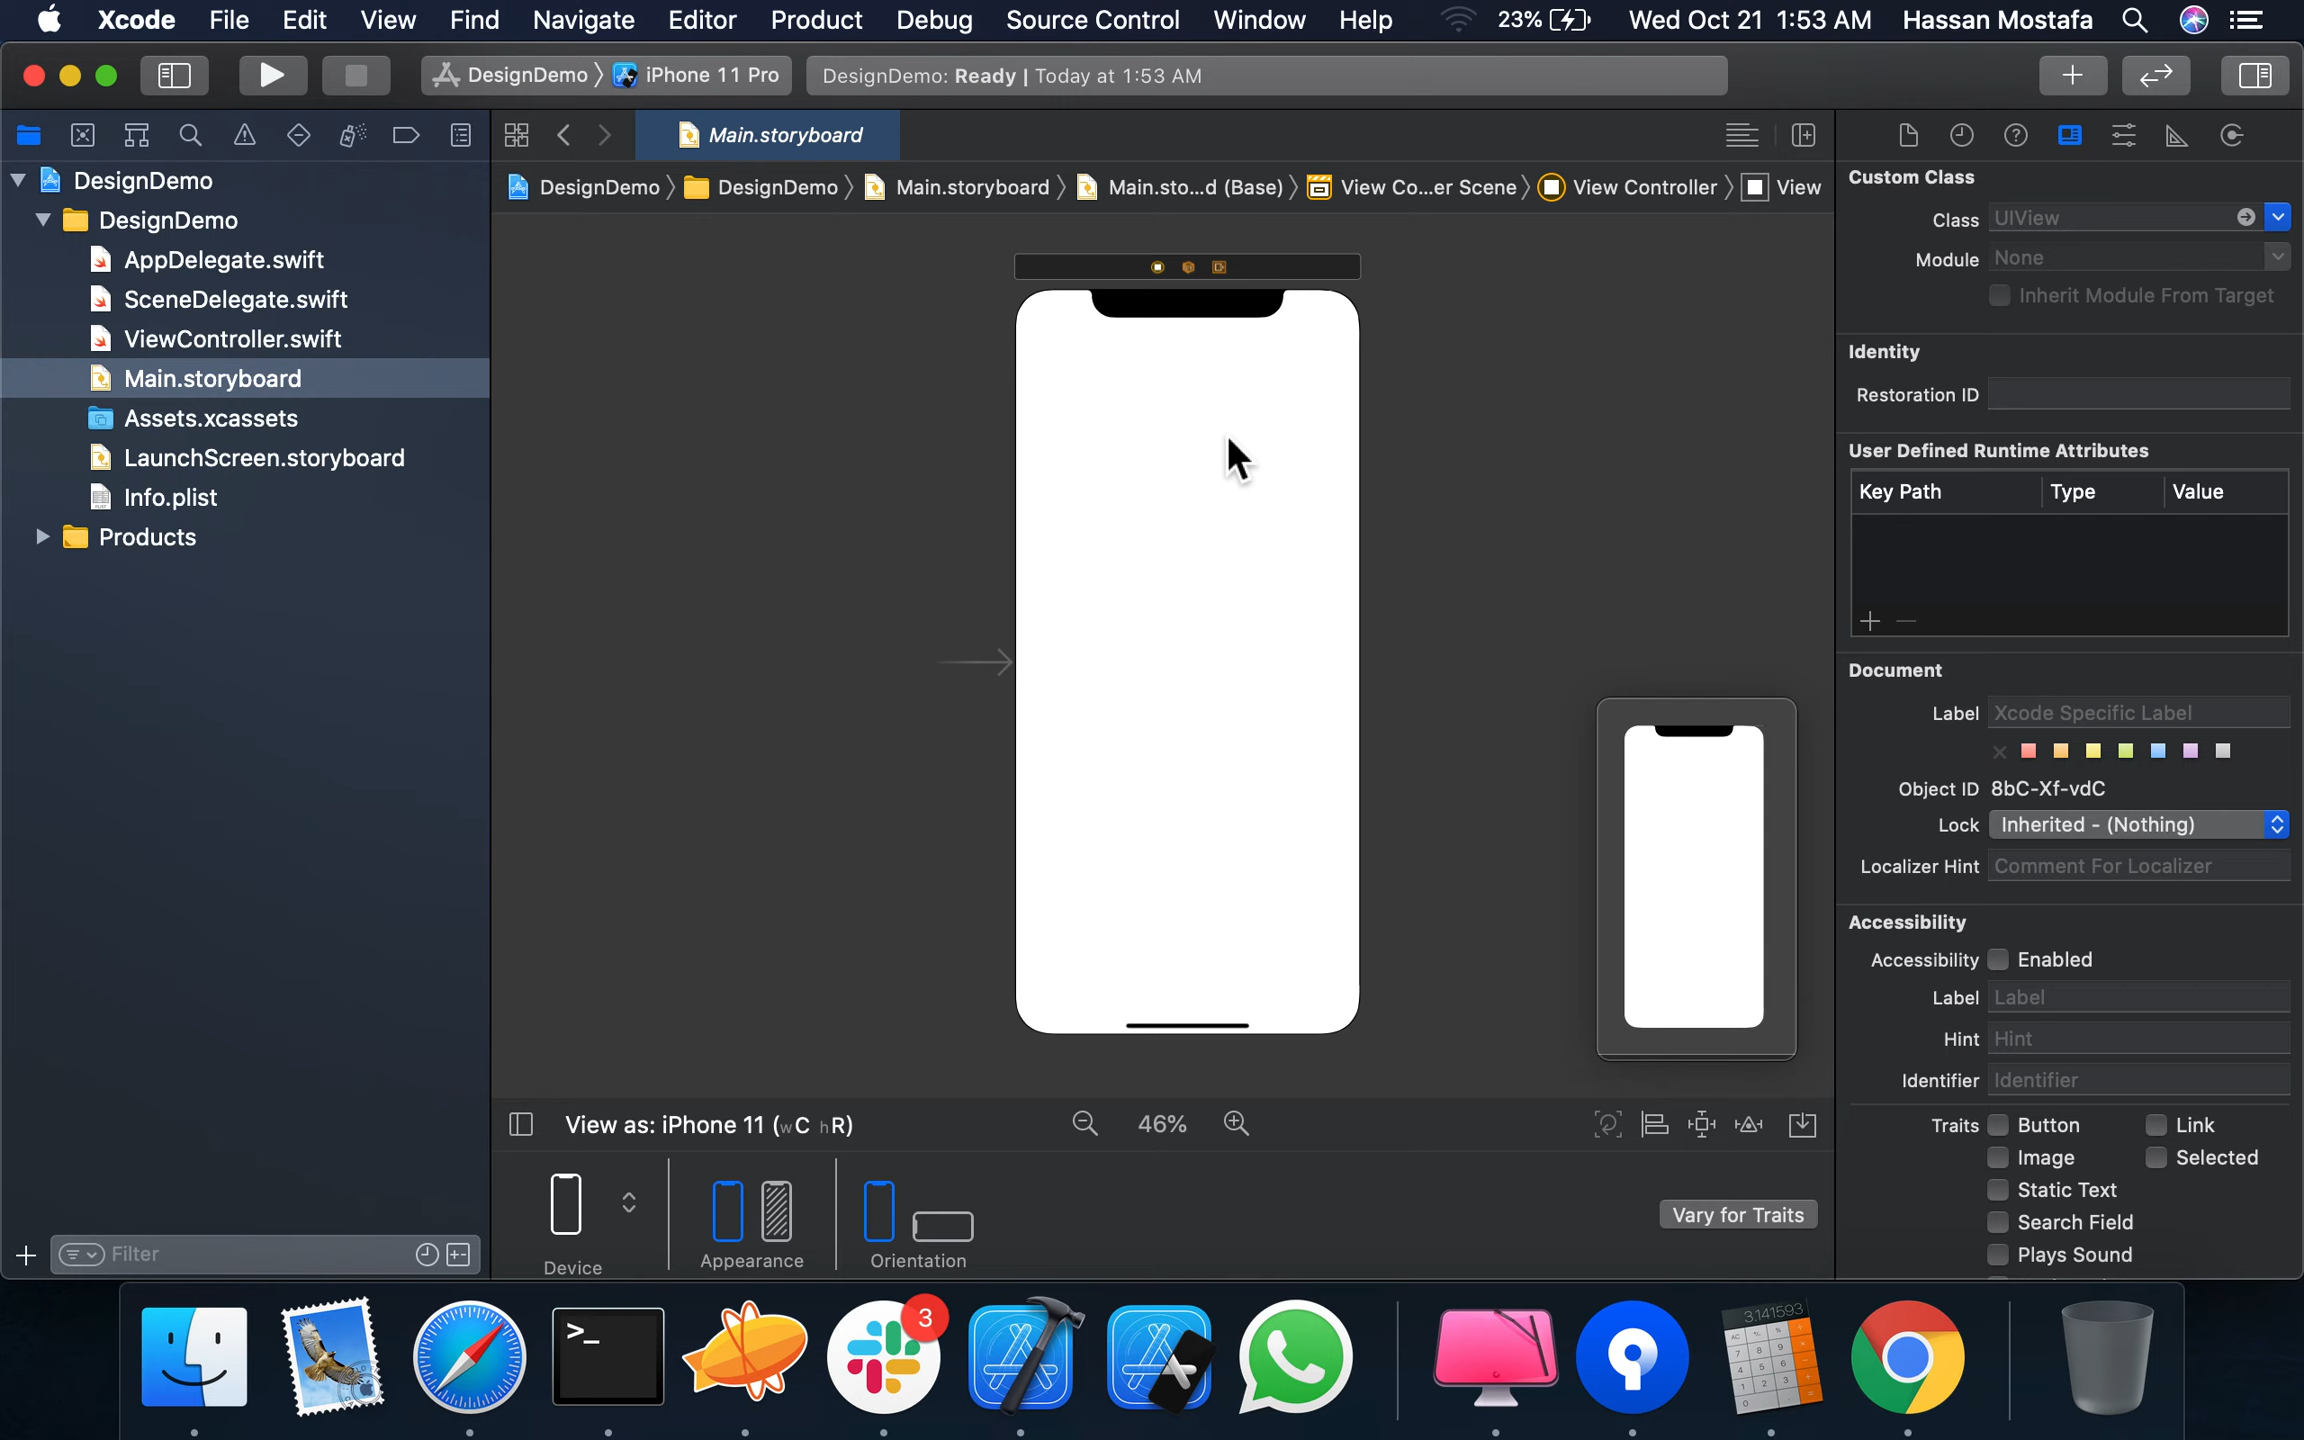 Xcode File Edit View Find Navigate Editor Product Debug Source Control Window Help 23% Wed Oct 21 1:53 AM Hassan Mostafa
DesignDemo iPhone 11 Pro DesignDemo: Ready | Today at 1:53 AM
Main.storyboard
DesignDemo DesignDemo Main.storyboard Main.sto...d (Base) View Co...er Scene View Controller View
DesignDemo
DesignDemo
AppDelegate.swift
SceneDelegate.swift
ViewController.swift
Main.storyboard
Assets.xcassets
LaunchScreen.storyboard
Info.plist
Products
Filter
View as: iPhone 11 (wC hR) 46%
Device Appearance Orientation
Vary for Traits
Custom Class
Class UIView
Module None
Inherit Module From Target
Identity
Restoration ID
User Defined Runtime Attributes
Key Path Type Value
Document
Label Xcode Specific Label
Object ID 8bC-Xf-vdC
Lock Inherited - (Nothing)
Localizer Hint Comment For Localizer
Accessibility
Accessibility Enabled
Label Label
Hint Hint
Identifier Identifier
Traits Button Link
Image Selected
Static Text
Search Field
Plays Sound
>_
3
3.141593